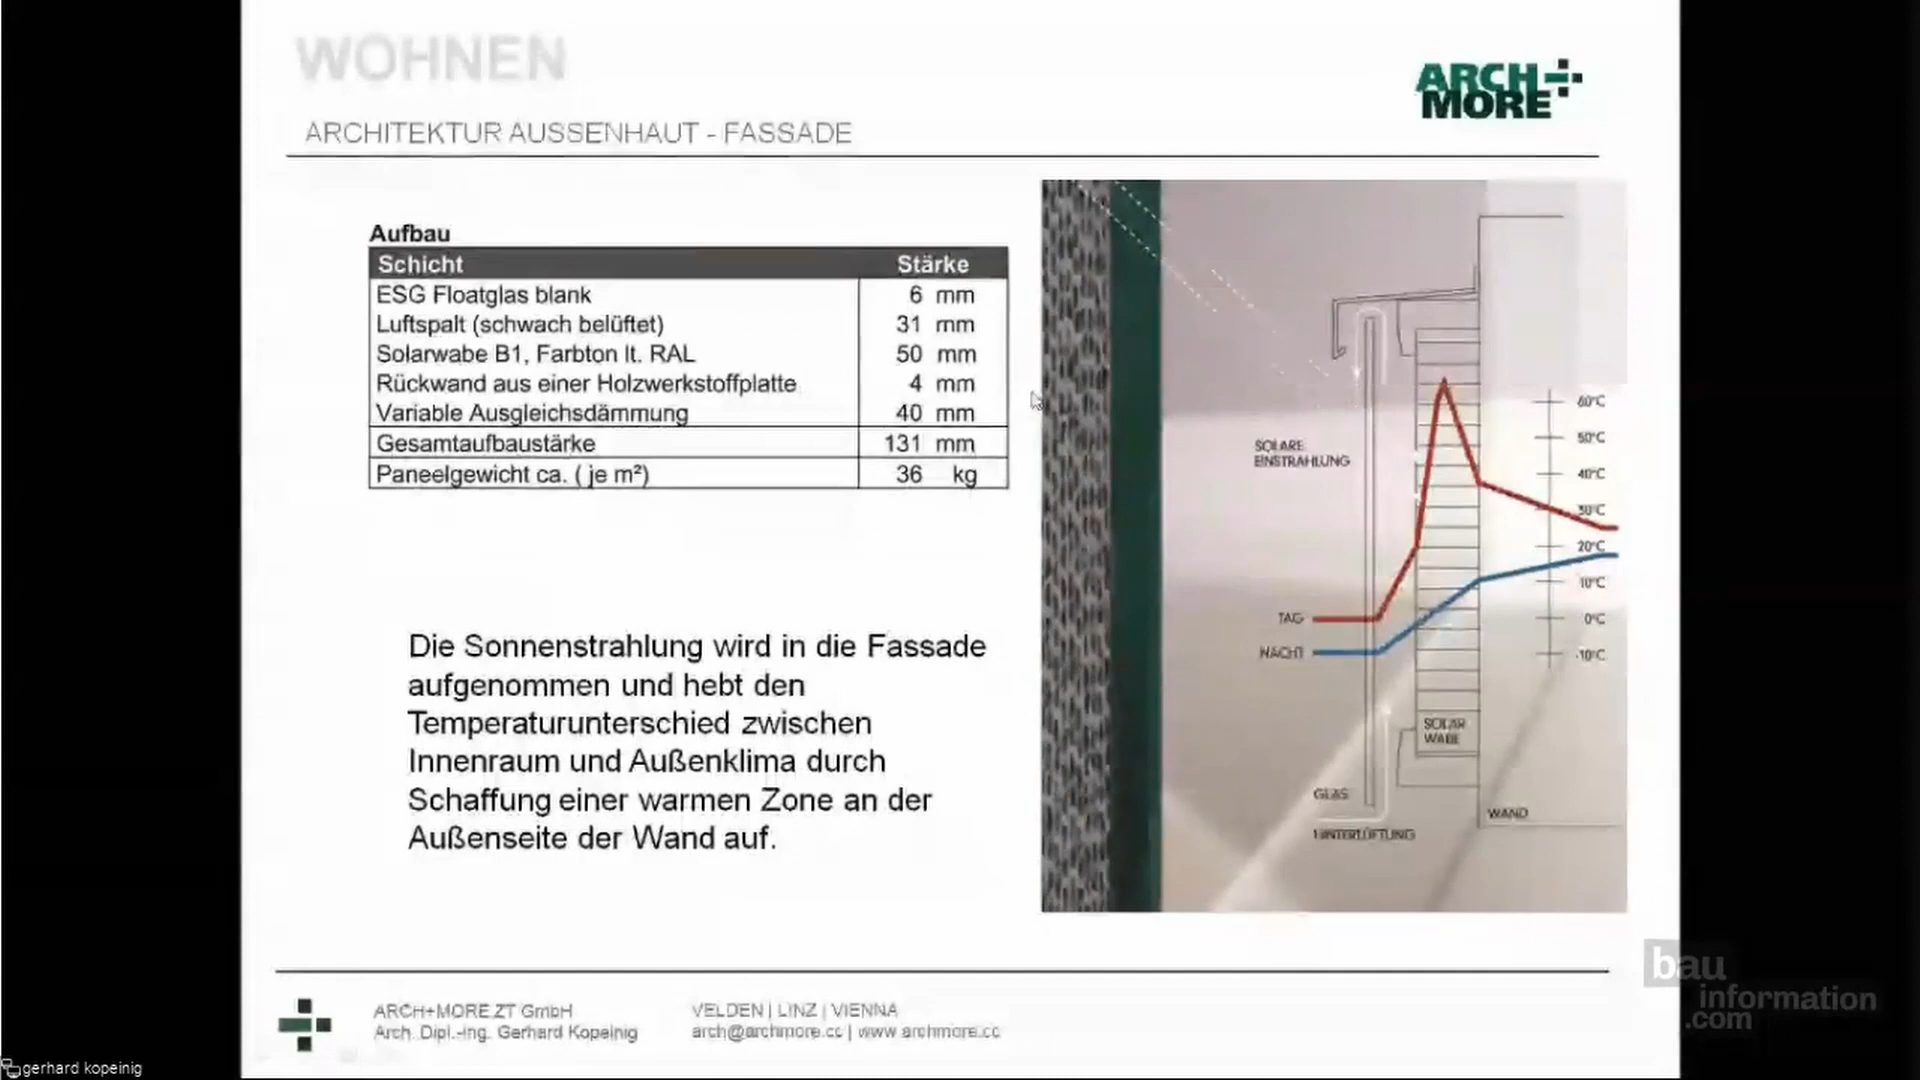 WOHNEN
ARCH
MORE
ARCHITEKTUR AUSSENHAUT - FASSADE
Aufbau
Schicht Stärke
ESG Floatglas blank 6 mm
Luftspalt (schwach belüftet) 31 mm
Solarwabe B1, Farbton lt. RAL 50 mm
Rückwand aus einer Holzwerkstoffplatte 4 mm
Variable Ausgleichsdämmung 40 mm
Gesamtaufbaustärke 131 mm
Paneelgewicht ca. ( je m²) 36 kg
Die Sonnenstrahlung wird in die Fassade
aufgenommen und hebt den
Temperaturunterschied zwischen
Innenraum und Außenklima durch
Schaffung einer warmen Zone an der
Außenseite der Wand auf.
60°C
50°C
40°C
30°C
20°C
10°C
0°C
-10°C
SOLARE
EINSTRAHLUNG
TAG
NACHT
SOLAR
WABE
GLAS
WAND
HINTERLÜFTUNG
ARCH+MORE ZT GmbH
Arch. Dipl.-Ing. Gerhard Kopeinig
VELDEN | LINZ | VIENNA
arch@archmore.cc | www.archmore.cc
bau
information
.com
gerhard kopeinig